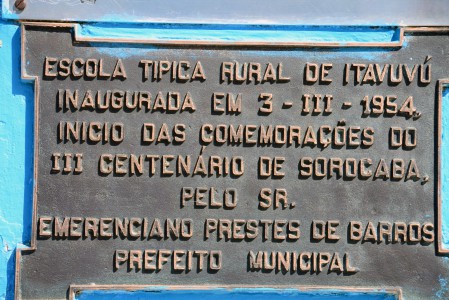 ESCOLA TIPICA RURAL DE ITAVUVÚ
INAUGURADA EM 3 - III - 1954,
INICIO DAS COMEMORAÇÕES DO
III CENTENÁRIO DE SOROCABA,
PELO SR.
EMERENCIANO PRESTES DE BARROS
PREFEITO MUNICIPAL